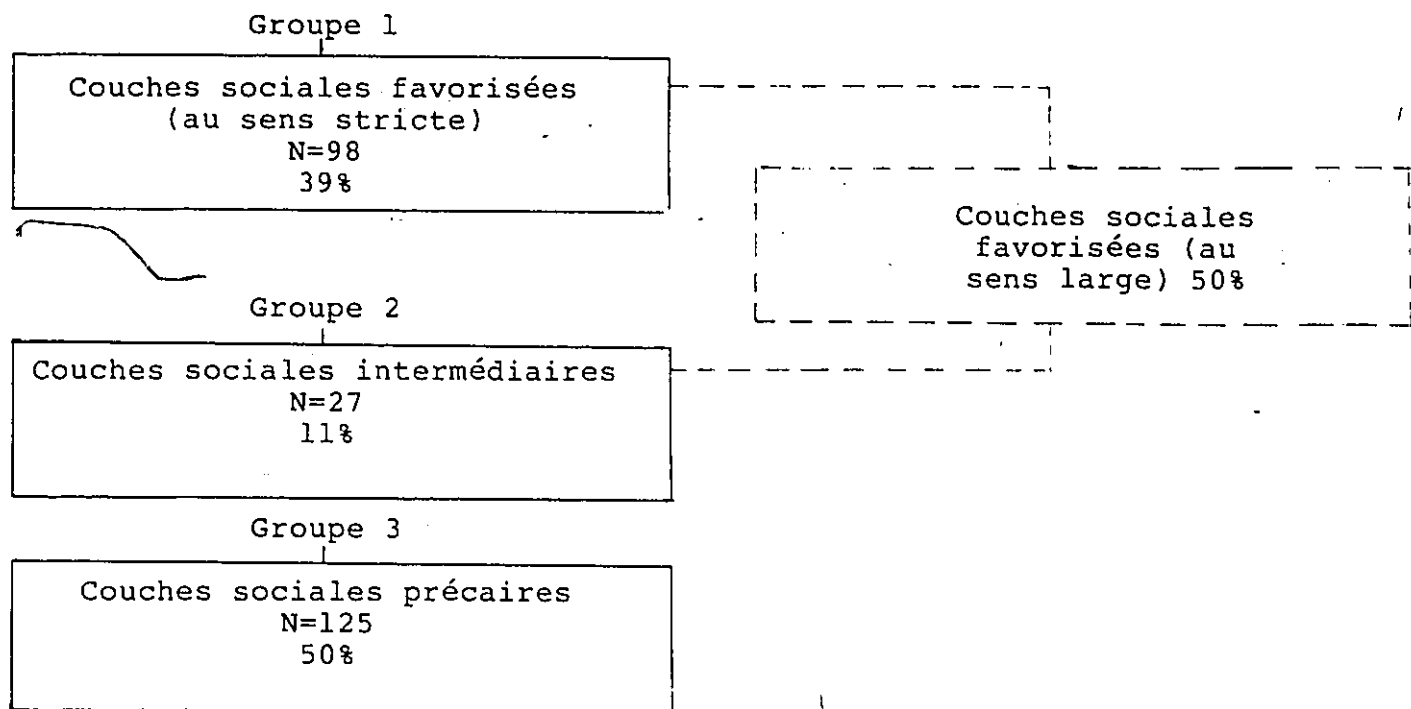 Groupe 1
Couches sociales favorisées
(au sens stricte)
N=98
39%
Couches sociales
favorisées (au
sens large) 50%
Groupe 2
Couches sociales intermédiaires
N=27
11%
Groupe 3
Couches sociales précaires
N=125
50%